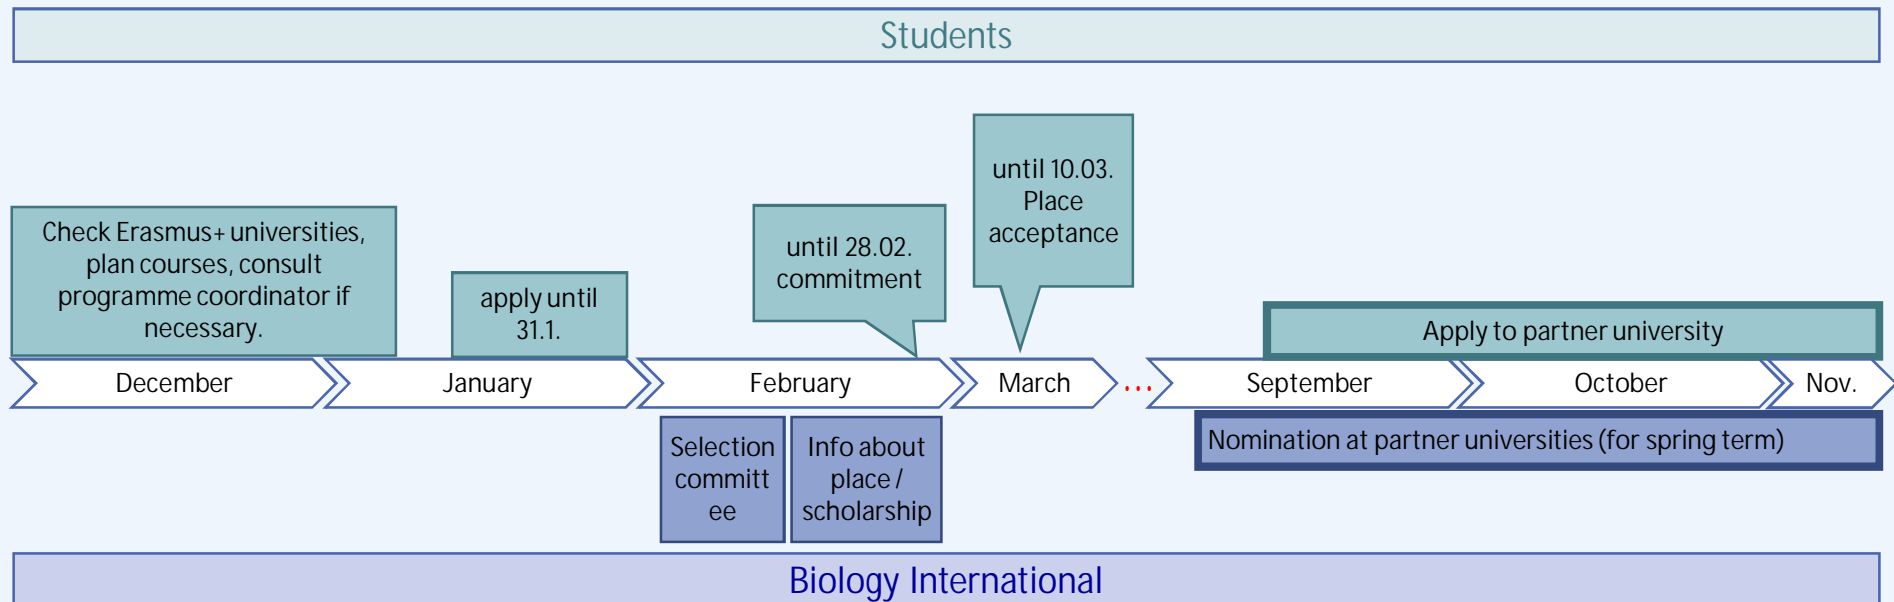 Students
Check Erasmus+ universities,
plan courses, consult
programme coordinator if
necessary.
apply until
31.1.
until 28.02.
commitment
until 10.03.
Place
acceptance
Apply to partner university
December
January
February
March
...
September
October
Nov.
Selection
committ
ee
Info about
place /
scholarship
Nomination at partner universities (for spring term)
Biology International